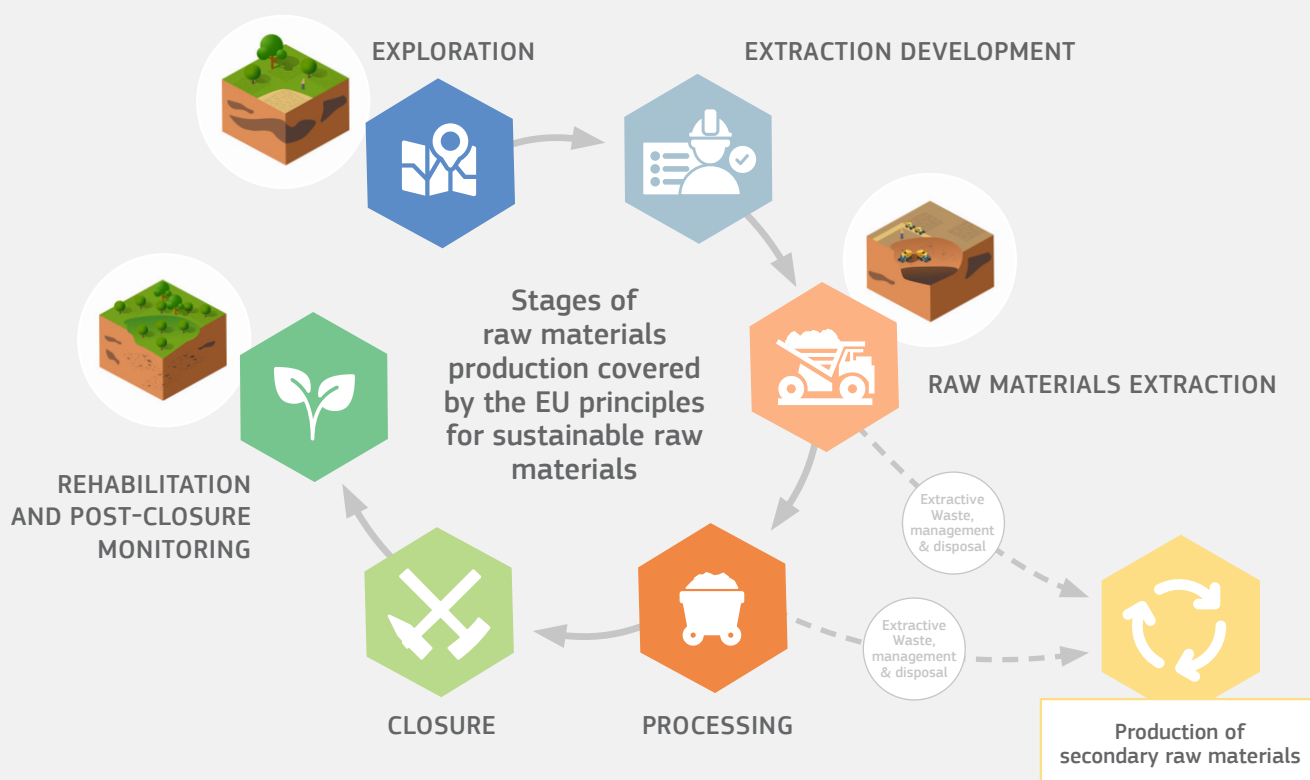 EXPLORATION
EXTRACTION DEVELOPMENT
Stages of
raw materials
production covered
by the EU principles
for sustainable raw
materials
RAW MATERIALS EXTRACTION
REHABILITATION
AND POST-CLOSURE
MONITORING
Extractive
Waste,
management
& disposal
Extractive
Waste,
management
& disposal
CLOSURE
PROCESSING
Production of
secondary raw materials